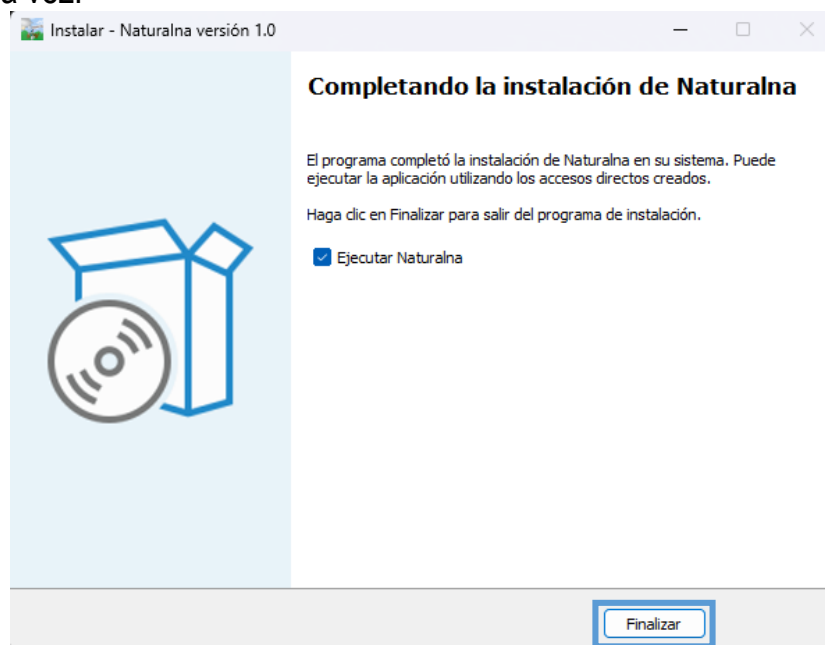 Instalar - Naturalna versión 1.0
Completando la instalación de Naturalna
El programa completó la instalación de Naturalna en su sistema. Puede
ejecutar la aplicación utilizando los accesos directos creados.
Haga clic en Finalizar para salir del programa de instalación.
Ejecutar Naturalna
Finalizar